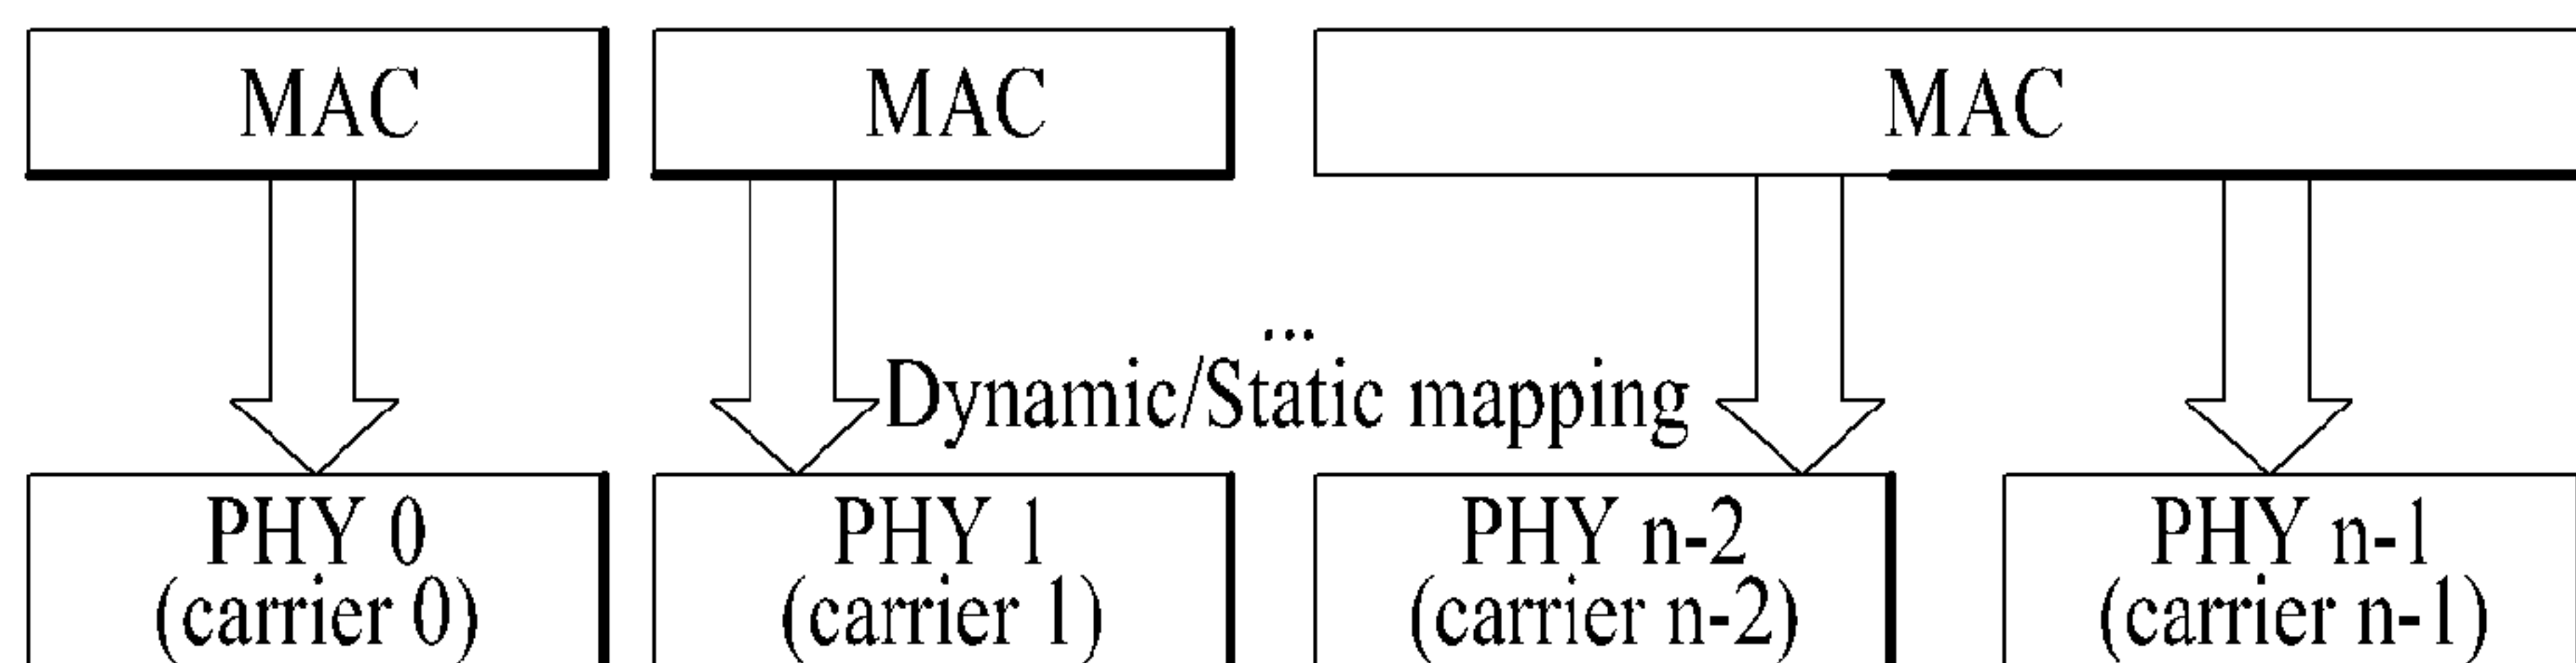 MAC
MAC
MAC
...
Dynamic/Static mapping
PHY 0
(carrier 0)
PHY 1
(carrier 1)
PHY n-2
(carrier n-2)
PHY n-1
(carrier n-1)